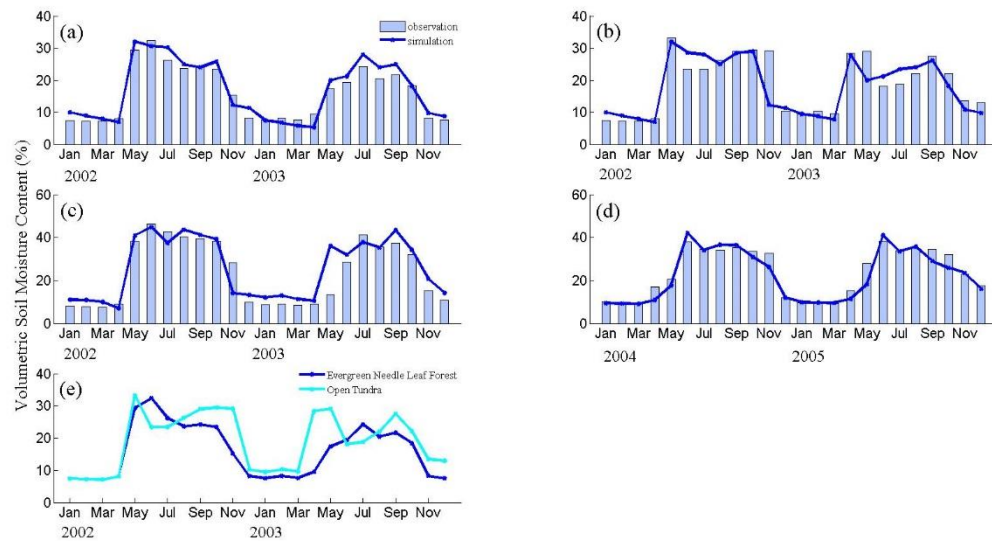 Volumetric Soil Moisture Content (%)
(a)
observation
simulation
40
30
20
10
0
Jan Mar May Jul Sep Nov Jan Mar May Jul Sep Nov
2002 2003
(b)
40
30
20
10
0
Jan Mar May Jul Sep Nov Jan Mar May Jul Sep Nov
2002 2003
(c)
60
40
20
0
Jan Mar May Jul Sep Nov Jan Mar May Jul Sep Nov
2002 2003
(d)
60
40
20
0
Jan Mar May Jul Sep Nov Jan Mar May Jul Sep Nov
2004 2005
(e)
Evergreen Needle Leaf Forest
Open Tundra
40
30
20
10
0
Jan Mar May Jul Sep Nov Jan Mar May Jul Sep Nov
2002 2003